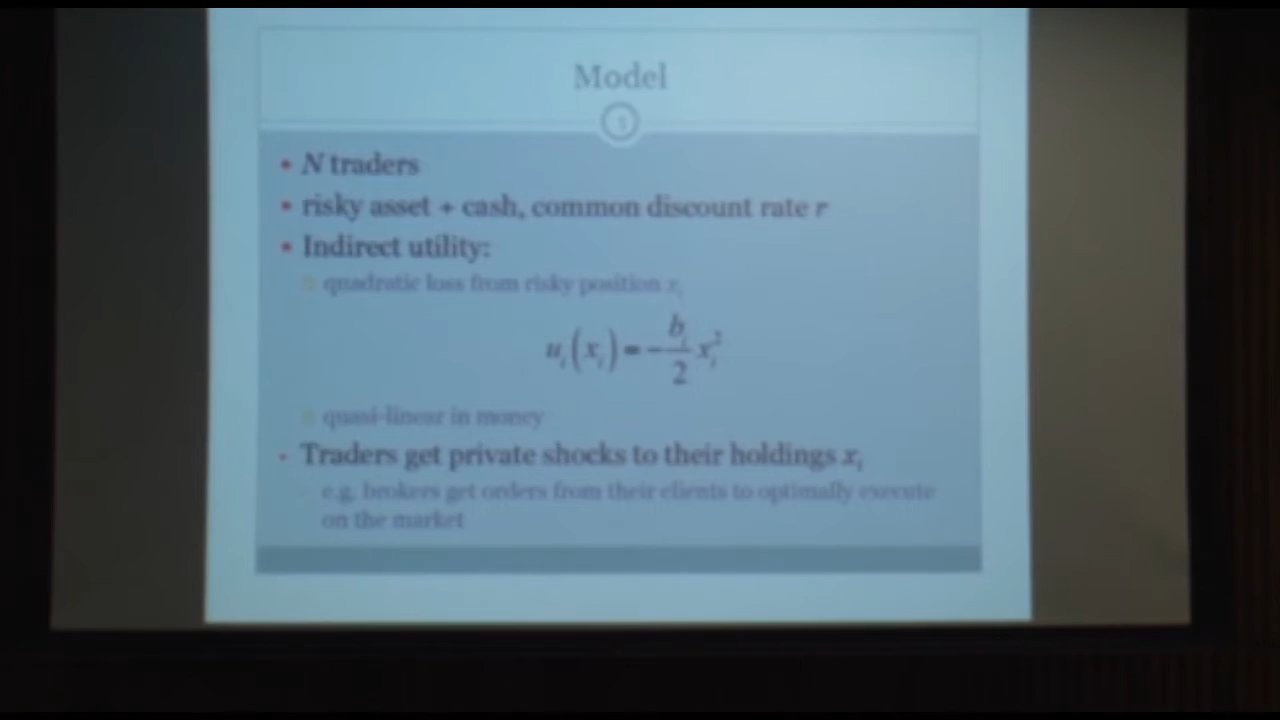 Model
• N traders
• risky asset + cash, common discount rate r
• Indirect utility:
quadratic loss from risky position x_i
u_i(x_i) = -\frac{b_i}{2} x_i^2
quasi-linear in money
• Traders get private shocks to their holdings x_i
e.g. brokers get orders from their clients to optimally execute
on the market